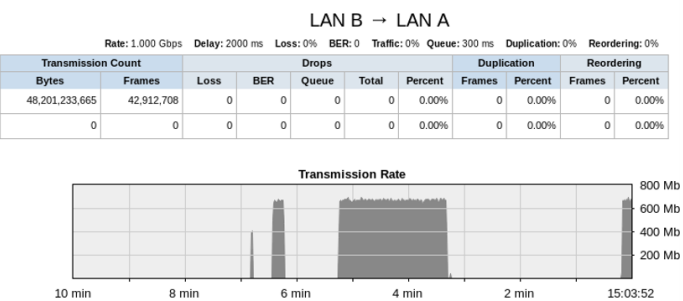 LAN B → LAN A
Rate: 1.000 Gbps Delay: 2000 ms Loss: 0% BER: 0 Traffic: 0% Queue: 300 ms Duplication: 0% Reordering: 0%
Transmission Count Drops Duplication Reordering
Bytes Frames Loss BER Queue Total Percent Frames Percent Frames Percent
48,201,233,665 42,912,708 0 0 0 0 0.00% 0 0.00% 0 0.00%
0 0 0 0 0 0 0.00% 0 0.00% 0 0.00%
Transmission Rate
800 Mb
600 Mb
400 Mb
200 Mb
10 min 8 min 6 min 4 min 2 min 15:03:52